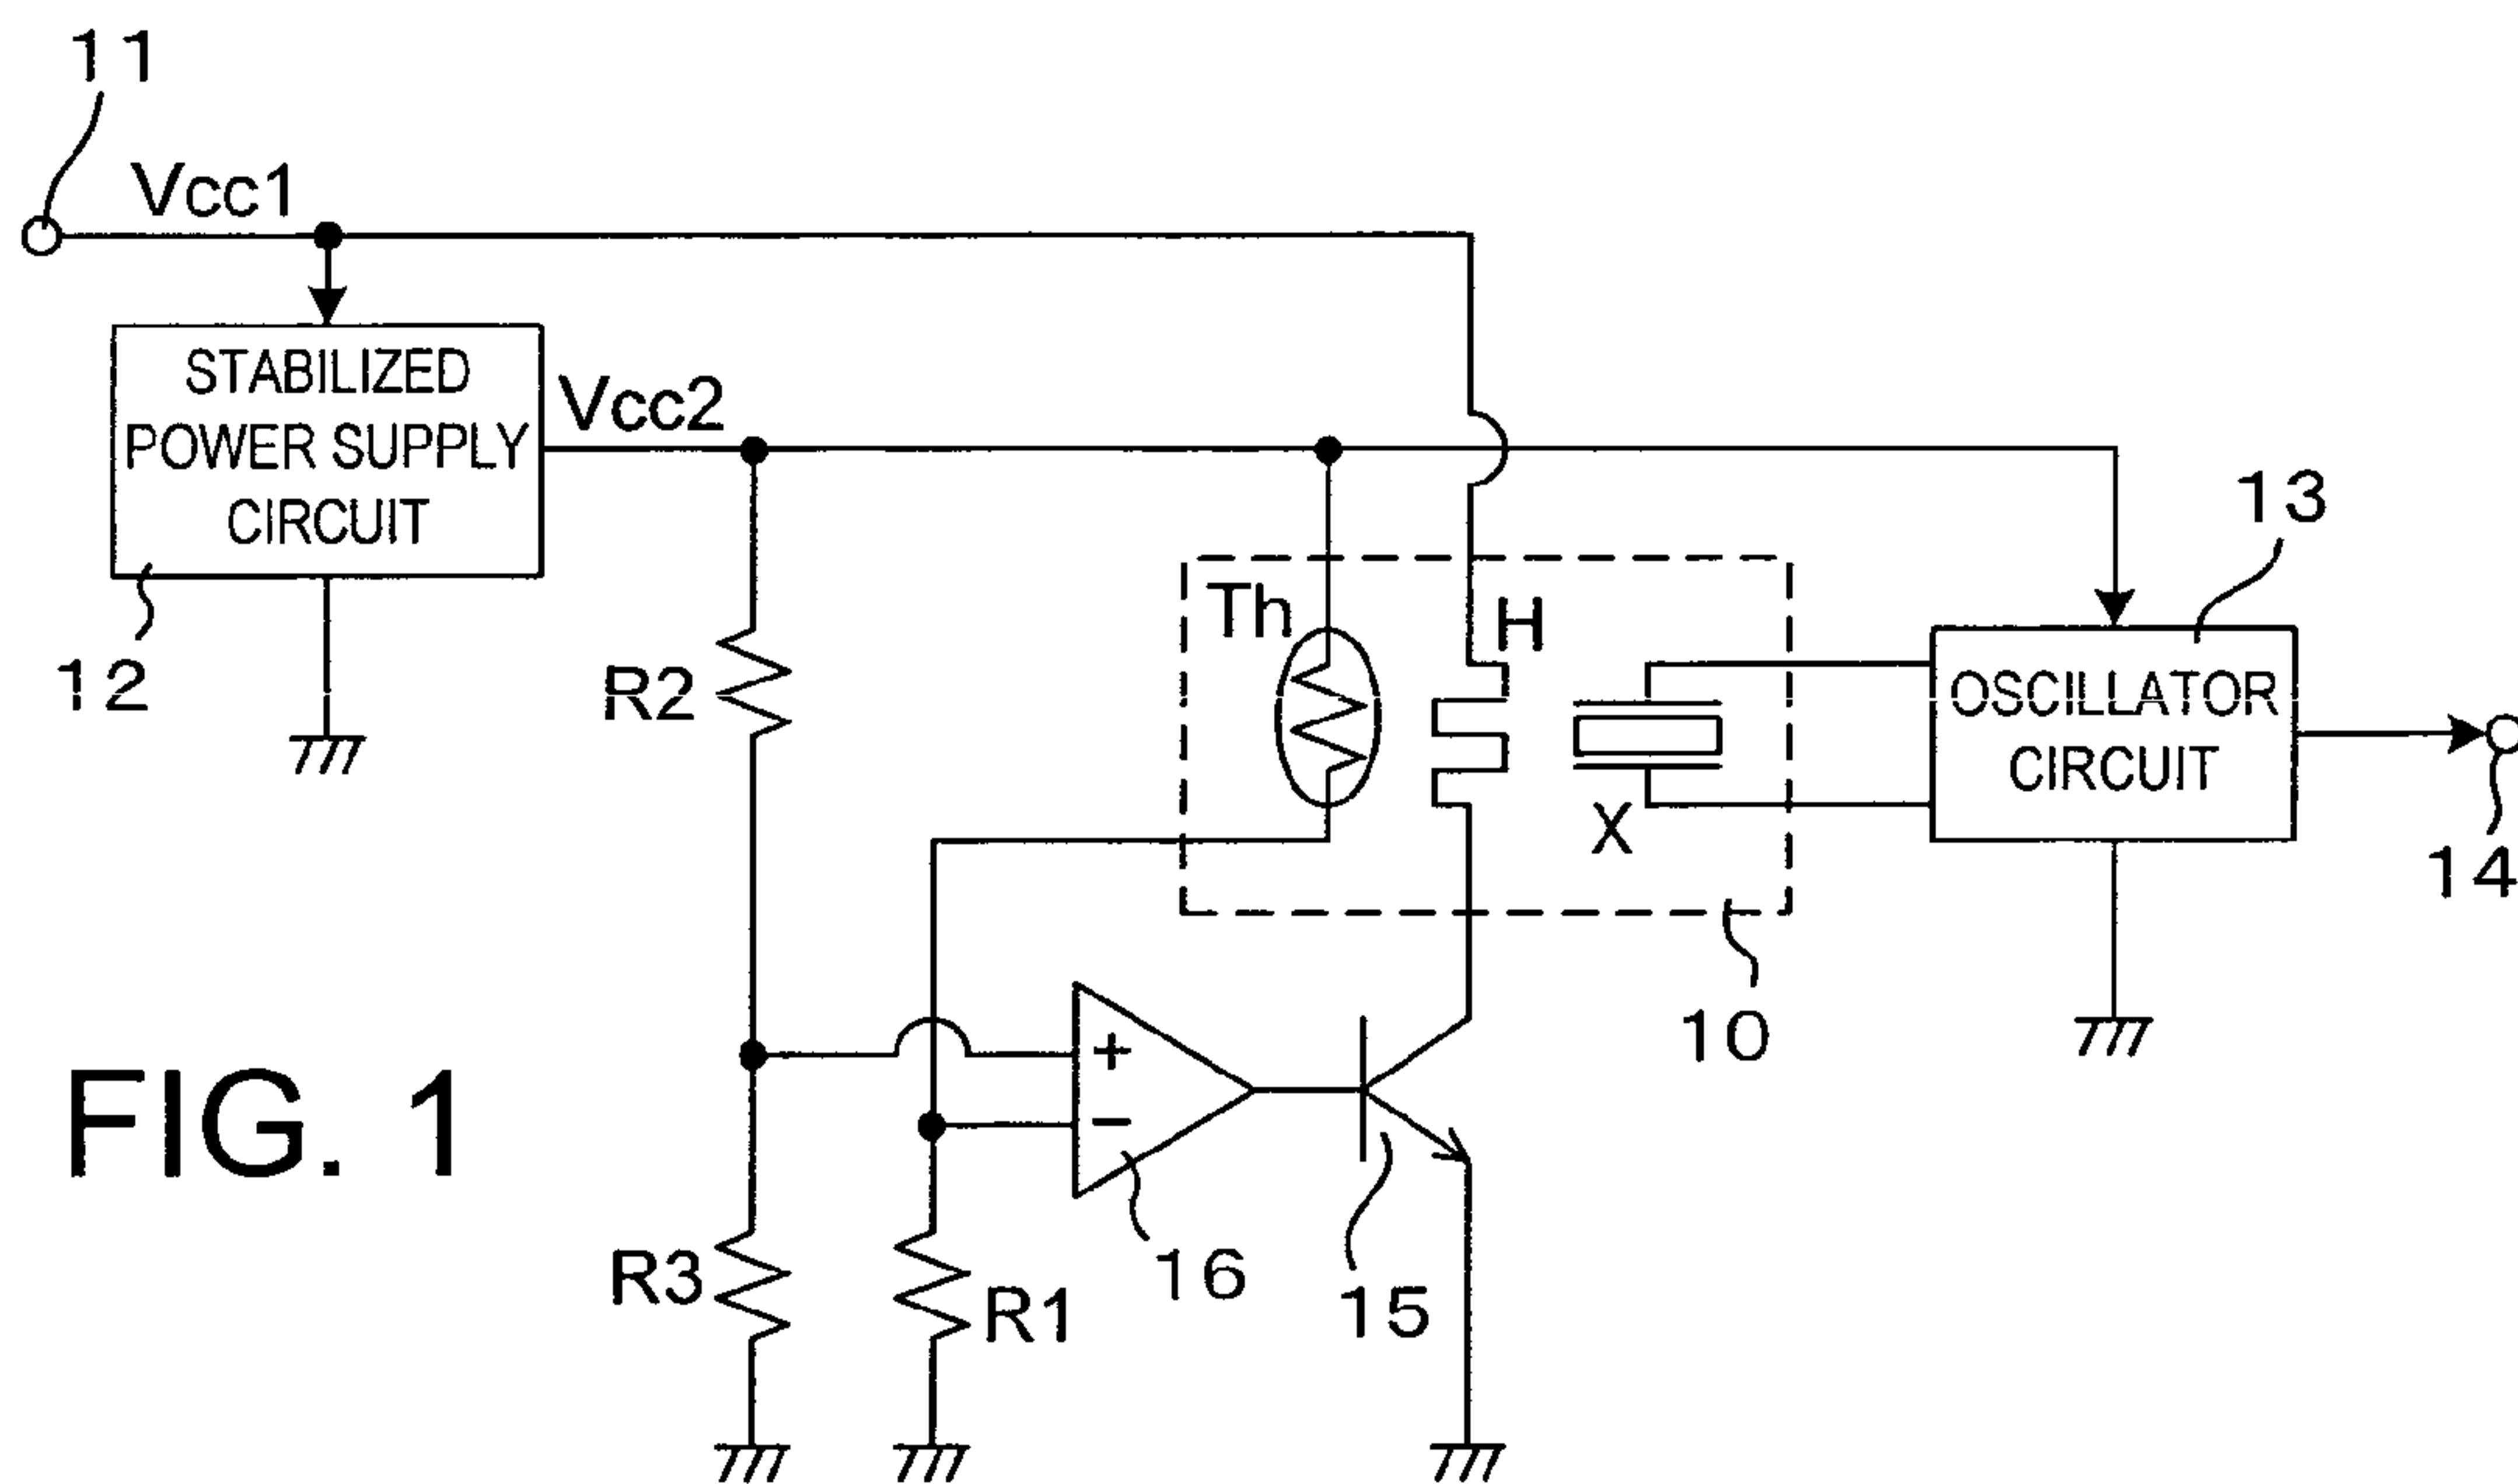 11
Vcc1
STABILIZED
POWER SUPPLY
CIRCUIT
Vcc2
12
13
Th
H
R2
OSCILLATOR
CIRCUIT
X
14
10
+
−
FIG. 1
16
15
R3
R1